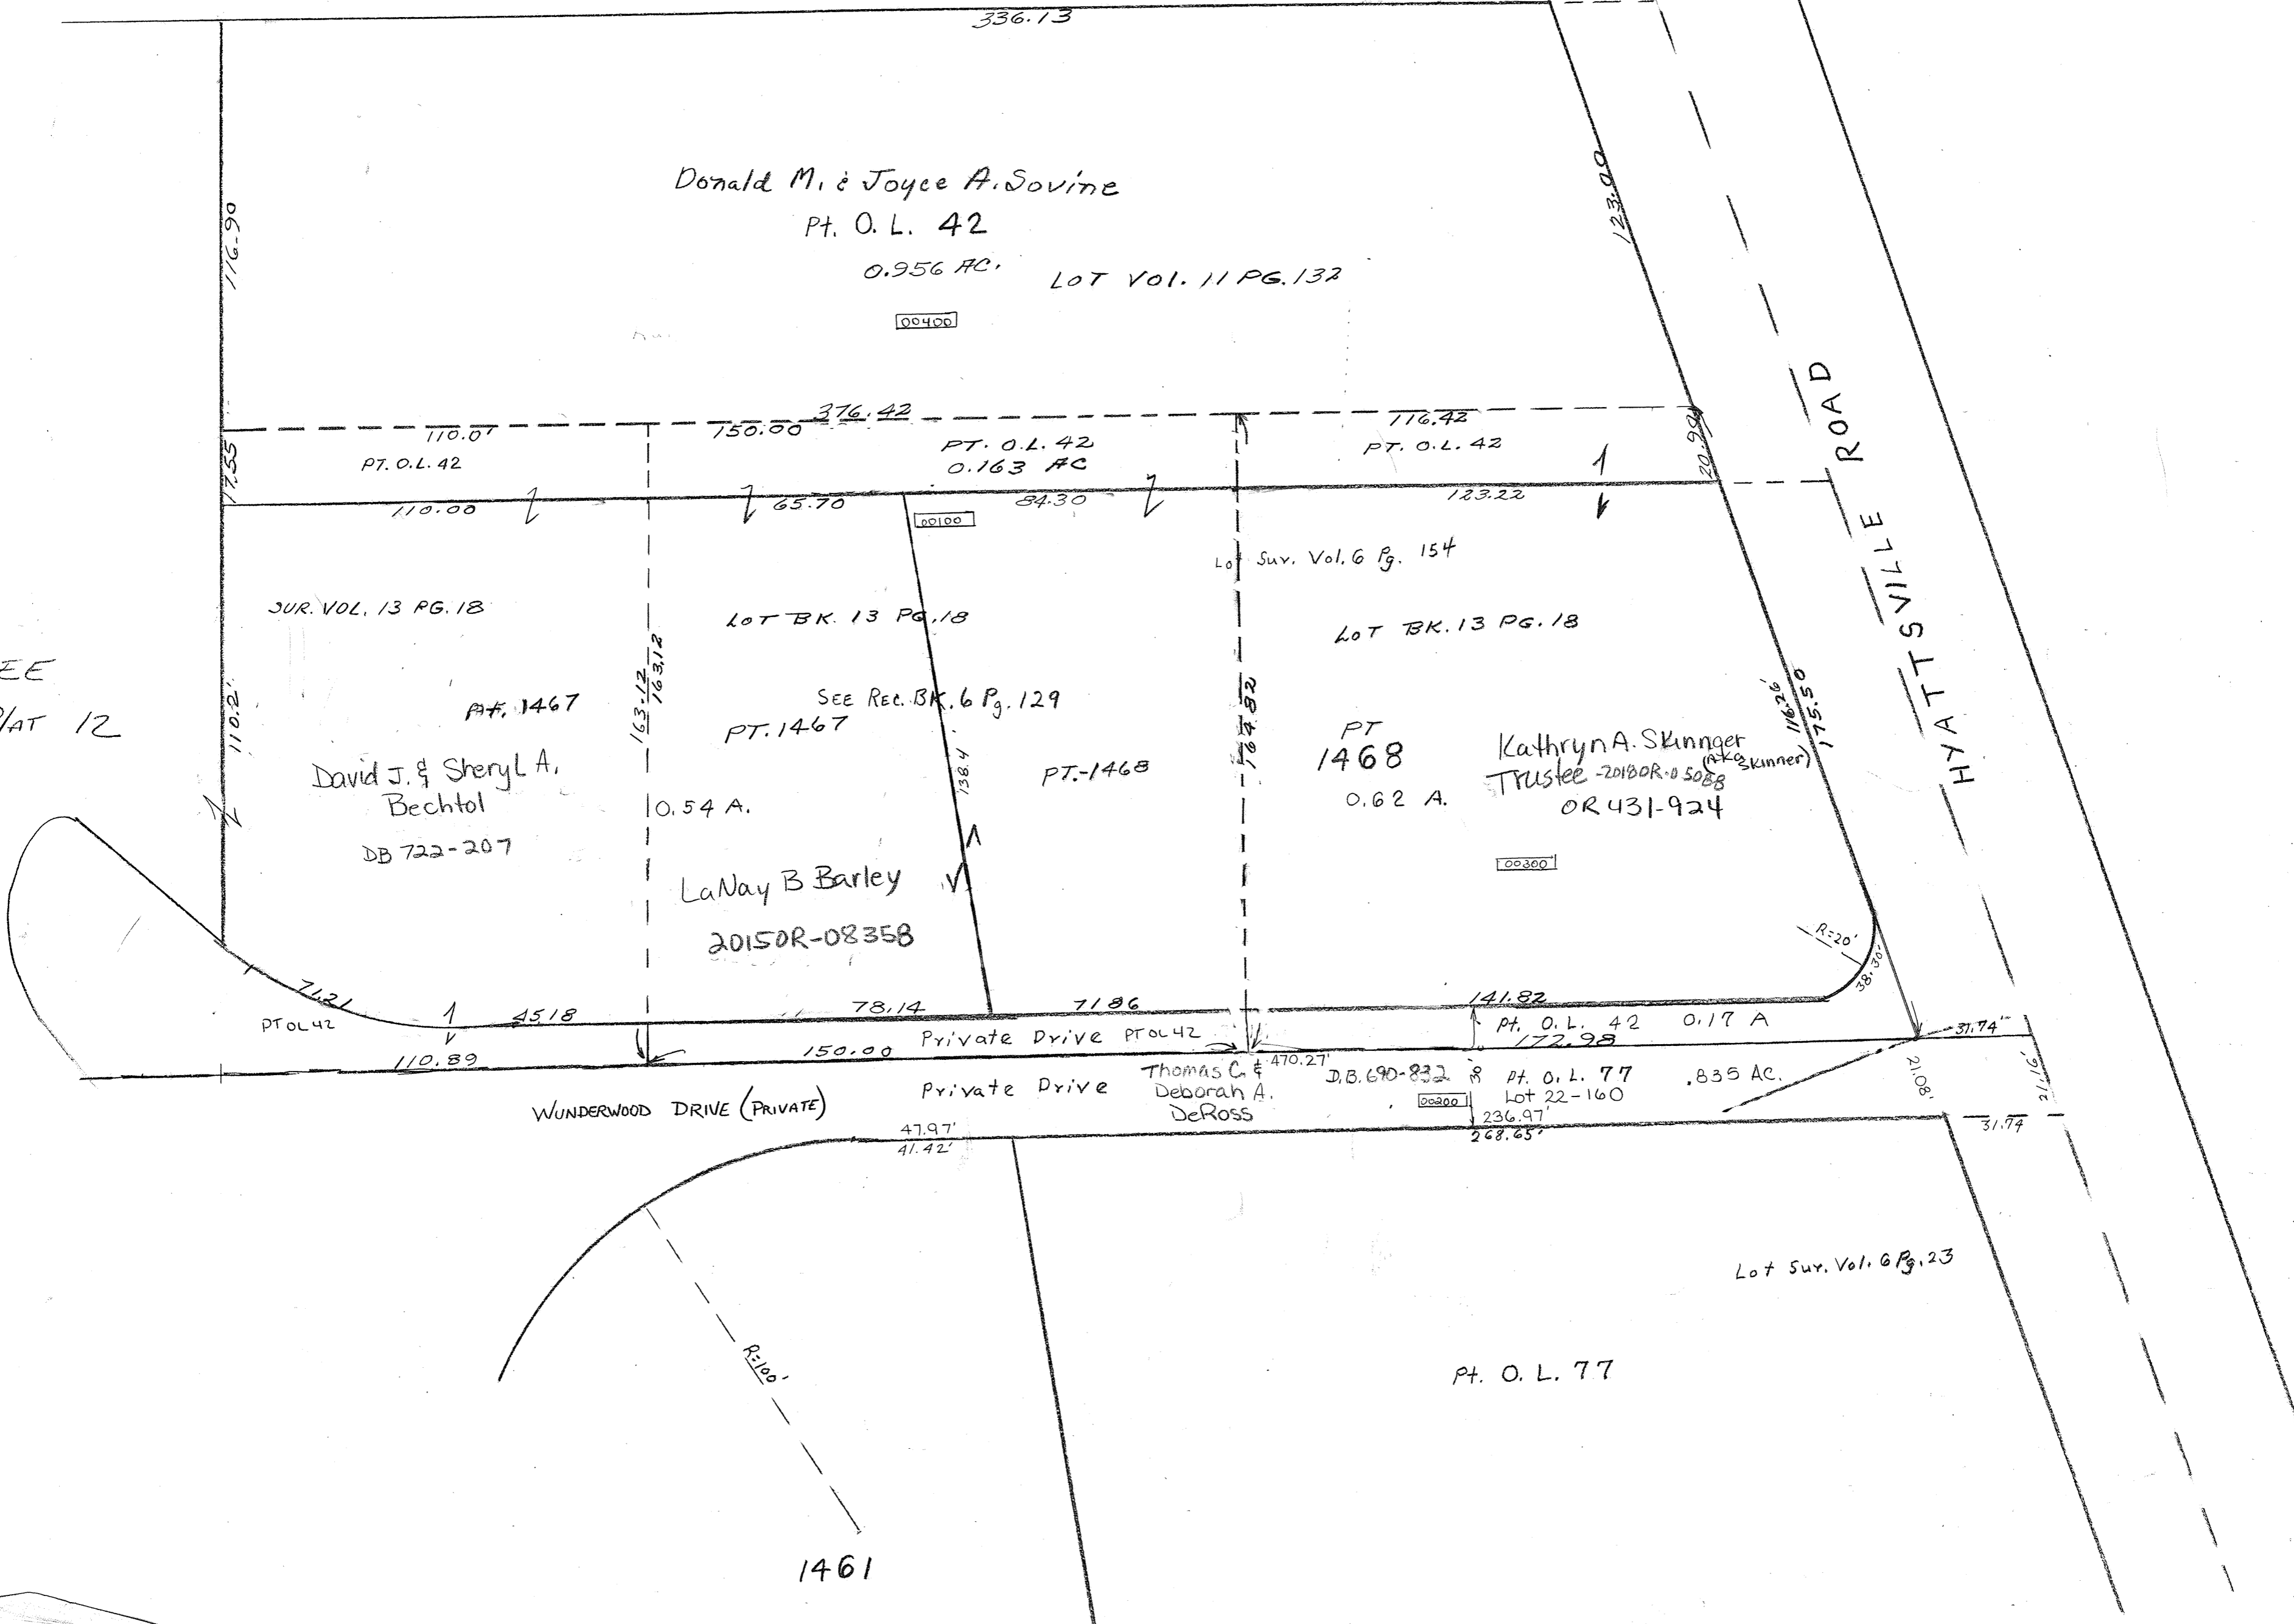 336.13
116.90
123.00
Donald M. & Joyce A. Sovine
Pt. O. L. 42
0.956 AC.
LOT VOL. 11 PG. 132
00400
376.42
110.0'
150.00
116.42
17.55
PT. O.L. 42
PT. O.L. 42
0.163 AC
PT. O.L. 42
110.00
65.70
84.30
123.22
00100
HYATTSVILLE ROAD
Lot Sur. Vol. 6 Pg. 154
SUR. VOL. 13 PG. 18
LOT BK. 13 PG. 18
LOT BK. 13 PG. 18
EE
PLAT 12
110.2'
Pt. 1467
163.12
163.12
SEE REC. BK. 6 Pg. 129
PT. 1467
138.4'
PT.-1468
164.82
PT
1468
0.62 A.
Kathryn A. Skinnger
(AKA Skinner)
Trustee -2018OR-05088
OR 431-924
116.26'
175.50
David J. & Sheryl A.
Bechtol
DB 722-207
0.54 A.
LaNay B Barley
2015OR-08358
00300
R=20'
38.30'
71.21
45.18
78.14
71.86
141.82
PT OL 42
Private Drive PT OL 42
Pt. O. L. 42 0.17 A
110.89
150.00
172.98
31.74'
470.27'
WUNDERWOOD DRIVE (PRIVATE)
Private Drive
Thomas C. &
Deborah A.
DeRoss
D.B. 690-832
Pt. O. L. 77 .835 AC.
Lot 22-160
00200
21.08'
21.16'
47.97'
41.42'
236.97'
268.65'
31.74
Lot Sur. Vol. 6 Pg. 23
R=100'
Pt. O. L. 77
1461